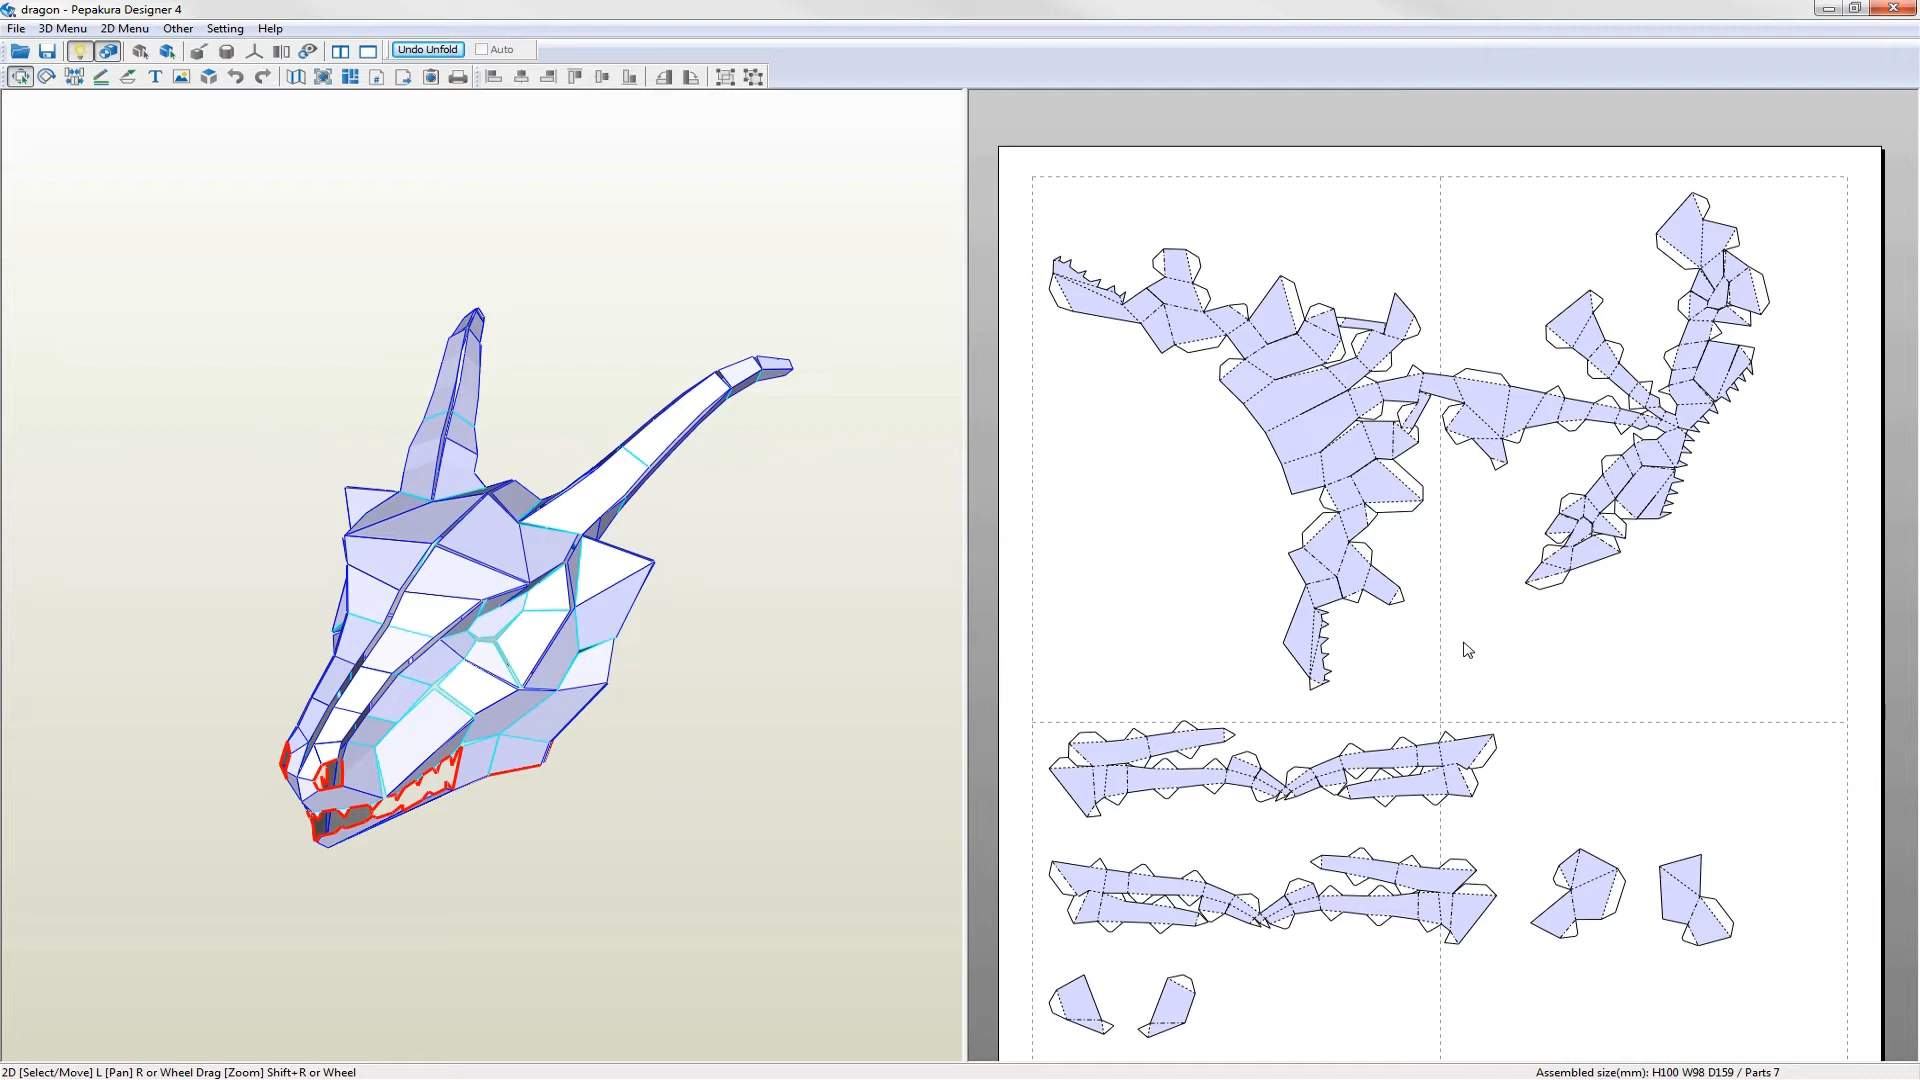 dragon - Pepakura Designer 4
File 3D Menu 2D Menu Other Setting Help
Undo Unfold Auto
2D [Select/Move] L [Pan] R or Wheel Drag [Zoom] Shift+R or Wheel
Assembled size(mm): H100 W98 D159 / Parts 7